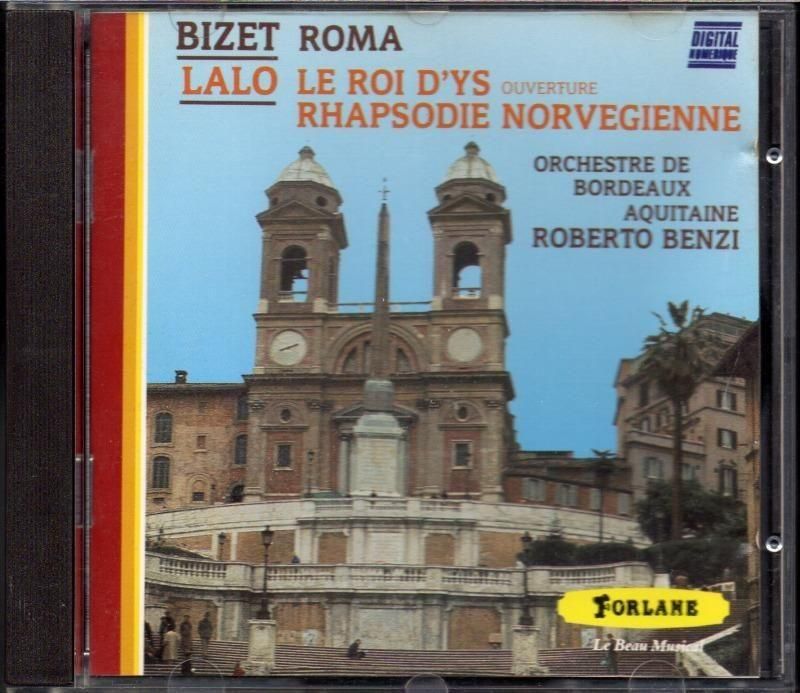 BIZET ROMA
DIGITAL
NUMERIQUE
LALO LE ROI D'YS OUVERTURE
RHAPSODIE NORVEGIENNE
ORCHESTRE DE
BORDEAUX
AQUITAINE
ROBERTO BENZI
FORLANE
Le Beau Musical